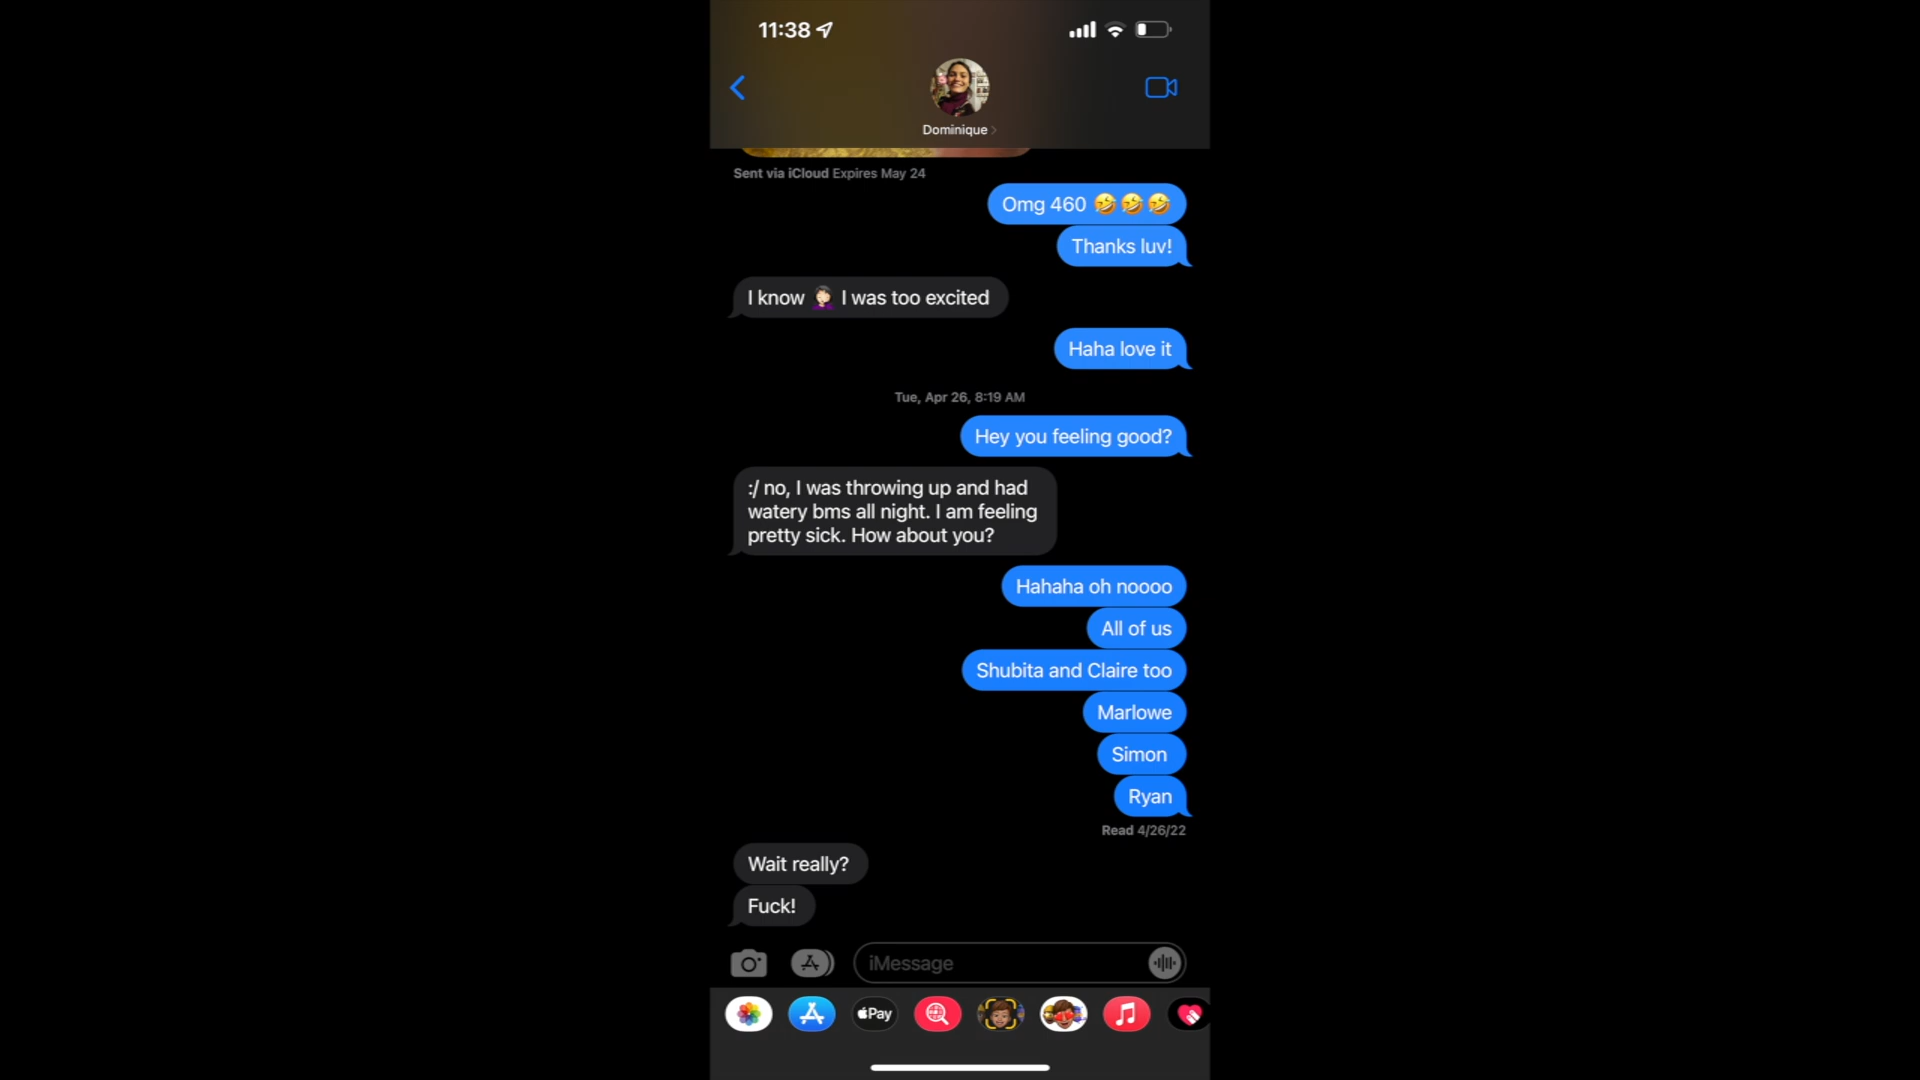 11:38
Dominique
Sent via iCloud Expires May 24
Omg 460 🤣🤣🤣
Thanks luv!
I know 🤦🏻‍♀️ I was too excited
Haha love it
Tue, Apr 26, 8:19 AM
Hey you feeling good?
:/ no, I was throwing up and had
watery bms all night. I am feeling
pretty sick. How about you?
Hahaha oh noooo
All of us
Shubita and Claire too
Marlowe
Simon
Ryan
Read 4/26/22
Wait really?
Fuck!
iMessage
Pay